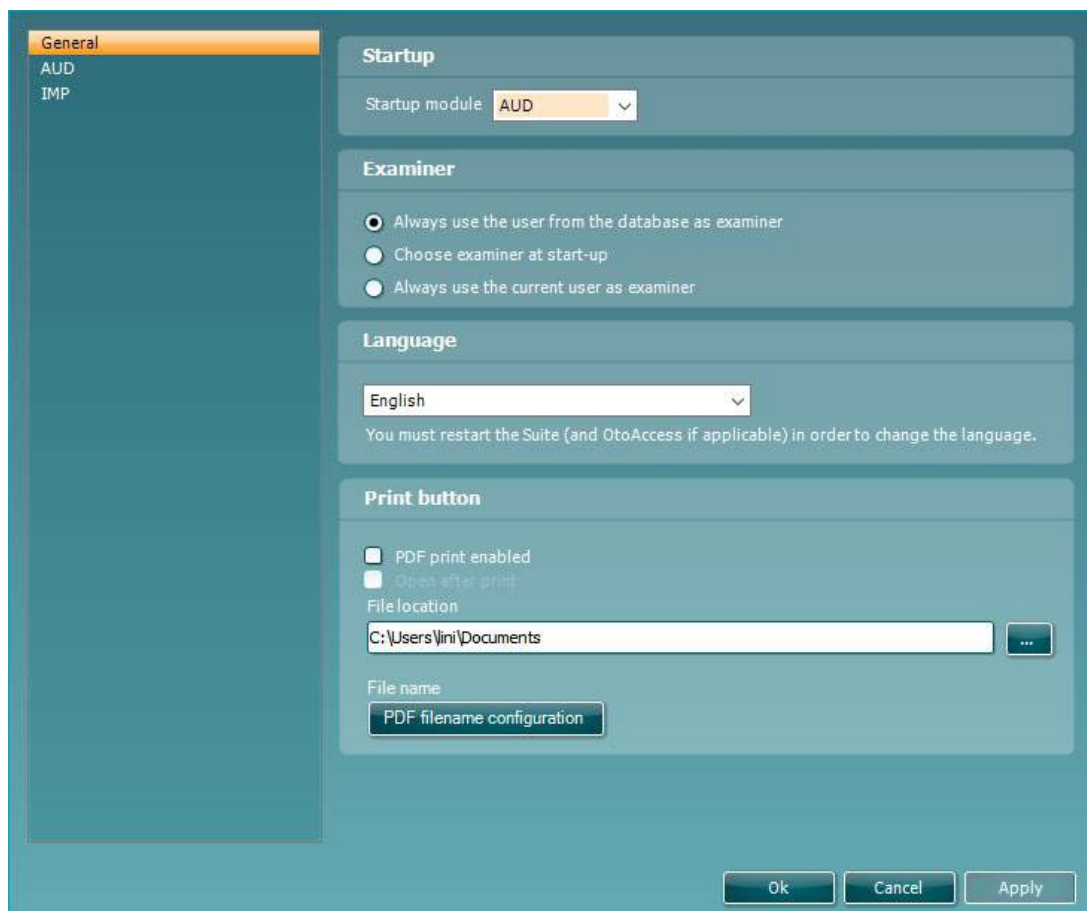 General
AUD
IMP
Startup
Startup module AUD
Examiner
Always use the user from the database as examiner
Choose examiner at start-up
Always use the current user as examiner
Language
English
You must restart the Suite (and OtoAccess if applicable) in order to change the language.
Print button
PDF print enabled
Open after print
File location
C:\Users\lini\Documents
...
File name
PDF filename configuration
Ok Cancel Apply